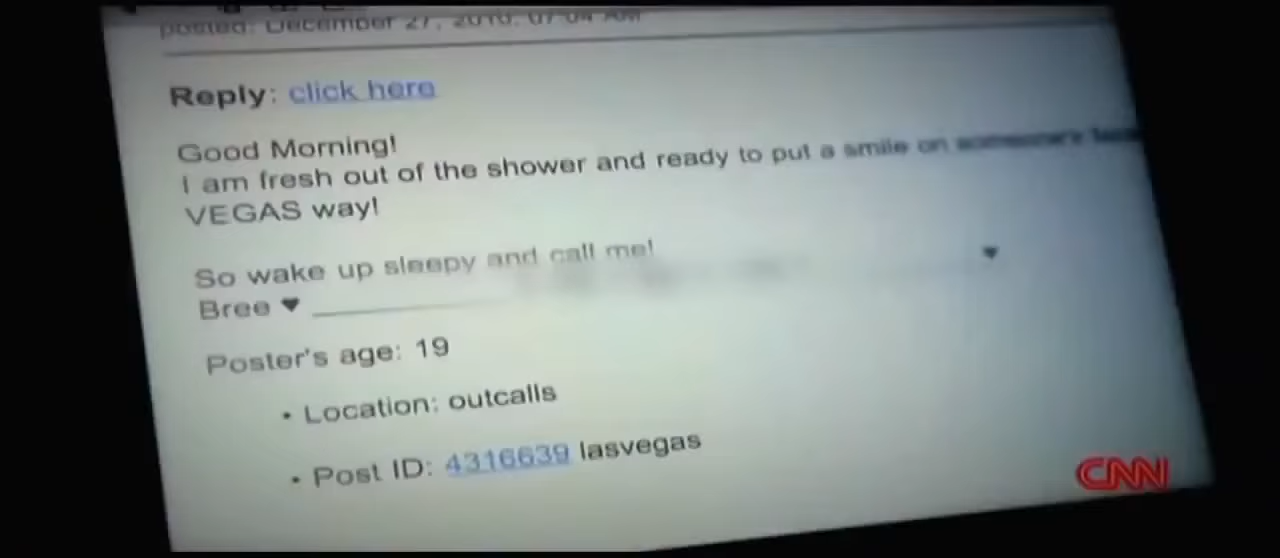 posted: December 27, 2010, 07:04 AM
Reply: click here
Good Morning!
I am fresh out of the shower and ready to put a smile on someone's face
VEGAS way!
So wake up sleepy and call me!
Bree ♥
♥
Poster's age: 19
• Location: outcalls
• Post ID: 4316639 lasvegas
CNN